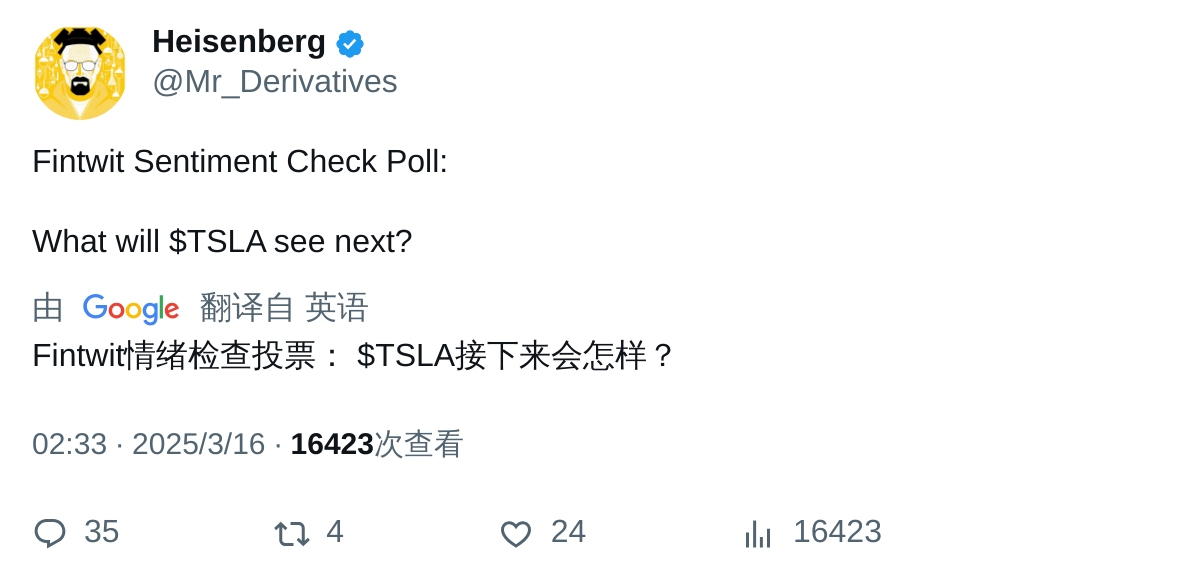 Heisenberg
@Mr_Derivatives
Fintwit Sentiment Check Poll:
What will $TSLA see next?
由 Google 翻译自 英语
Fintwit情绪检查投票： $TSLA接下来会怎样？
02:33 · 2025/3/16 · 16423次查看
35 4 24 16423